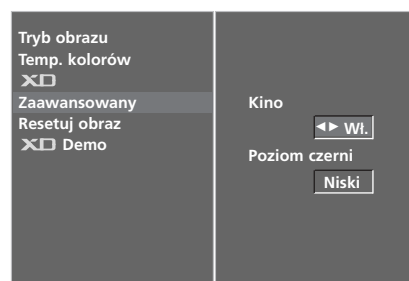 Tryb obrazu
Temp. kolorów
XD
Zaawansowany
Resetuj obraz
XD Demo
Kino
Wł.
Poziom czerni
Niski